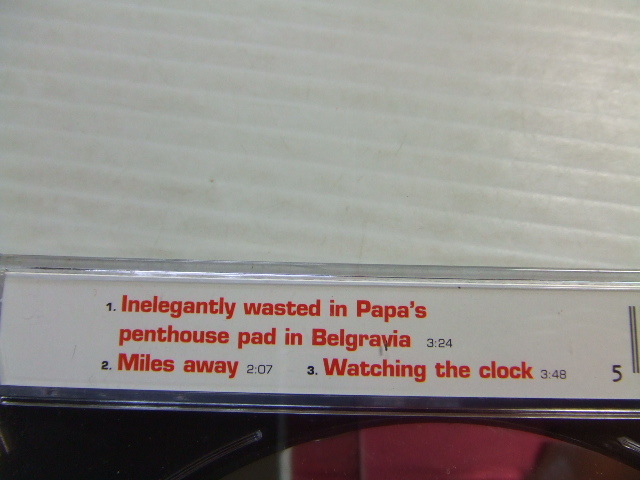 1. Inelegantly wasted in Papa's
penthouse pad in Belgravia 3:24
2. Miles away 2:07 3. Watching the clock 3:48
5